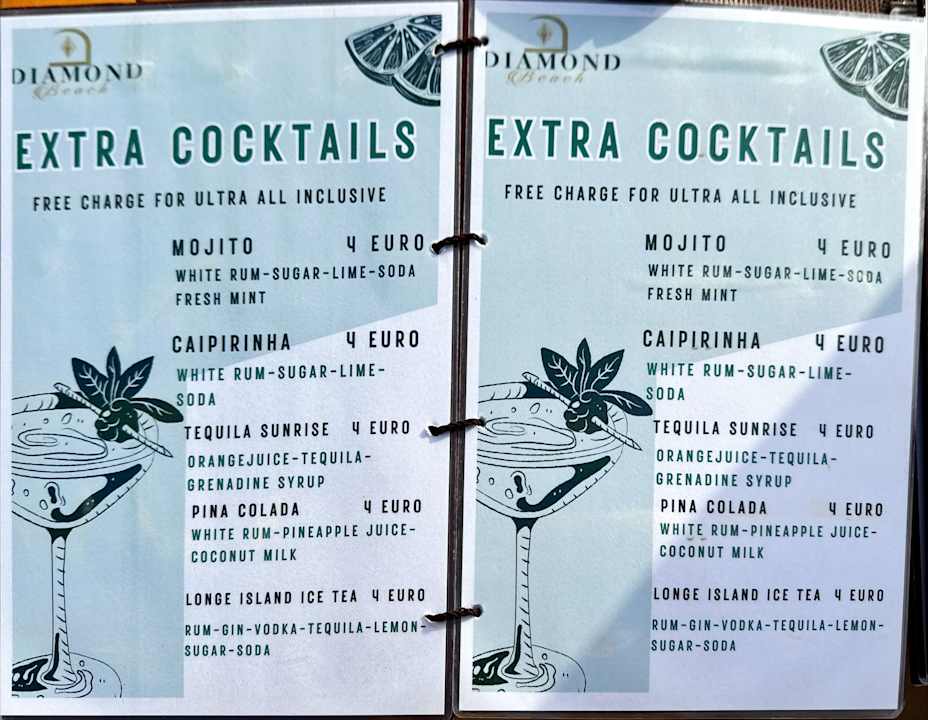 DIAMOND
Beach
EXTRA COCKTAILS
FREE CHARGE FOR ULTRA ALL INCLUSIVE
MOJITO 4 EURO
WHITE RUM-SUGAR-LIME-SODA
FRESH MINT
CAIPIRINHA 4 EURO
WHITE RUM-SUGAR-LIME-
SODA
TEQUILA SUNRISE 4 EURO
ORANGEJUICE-TEQUILA-
GRENADINE SYRUP
PINA COLADA 4 EURO
WHITE RUM-PINEAPPLE JUICE-
COCONUT MILK
LONGE ISLAND ICE TEA 4 EURO
RUM-GIN-VODKA-TEQUILA-LEMON-
SUGAR-SODA
DIAMOND
Beach
EXTRA COCKTAILS
FREE CHARGE FOR ULTRA ALL INCLUSIVE
MOJITO 4 EURO
WHITE RUM-SUGAR-LIME-SODA
FRESH MINT
CAIPIRINHA 4 EURO
WHITE RUM-SUGAR-LIME-
SODA
TEQUILA SUNRISE 4 EURO
ORANGEJUICE-TEQUILA-
GRENADINE SYRUP
PINA COLADA 4 EURO
WHITE RUM-PINEAPPLE JUICE-
COCONUT MILK
LONGE ISLAND ICE TEA 4 EURO
RUM-GIN-VODKA-TEQUILA-LEMON-
SUGAR-SODA